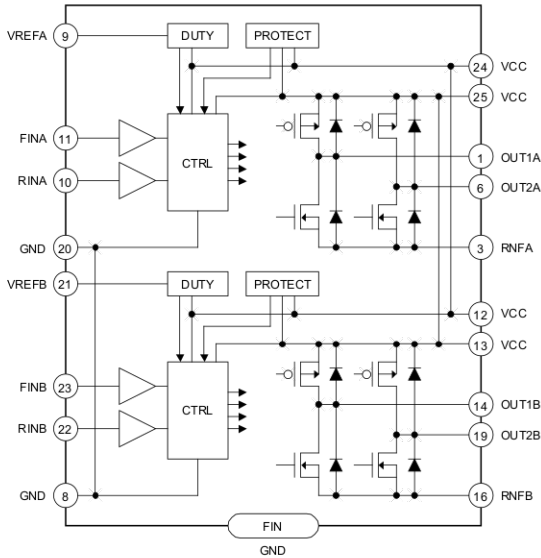 VREFA 9 DUTY PROTECT
24 VCC
25 VCC
FINA 11
CTRL
1 OUT1A
RINA 10
6 OUT2A
GND 20
3 RNFA
VREFB 21 DUTY PROTECT
12 VCC
13 VCC
FINB 23
CTRL
14 OUT1B
RINB 22
19 OUT2B
GND 8
16 RNFB
FIN
GND